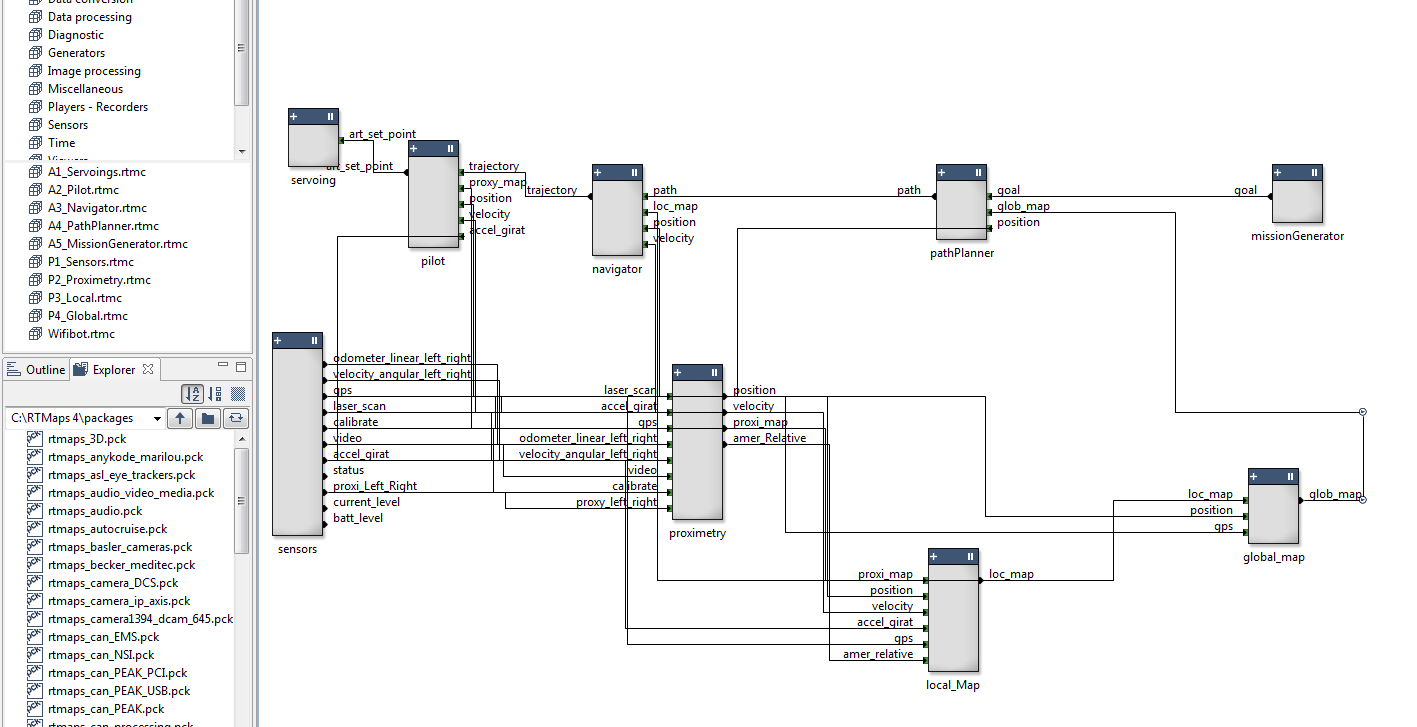 Data conversion
Data processing
Diagnostic
Generators
Image processing
Miscellaneous
Players - Recorders
Sensors
Time
Viewers
A1_Servoings.rtmc
A2_Pilot.rtmc
A3_Navigator.rtmc
A4_PathPlanner.rtmc
A5_MissionGenerator.rtmc
P1_Sensors.rtmc
P2_Proximetry.rtmc
P3_Local.rtmc
P4_Global.rtmc
Wifibot.rtmc
Outline
Explorer
C:\RTMaps 4\packages
rtmaps_3D.pck
rtmaps_anykode_marilou.pck
rtmaps_asl_eye_trackers.pck
rtmaps_audio_video_media.pck
rtmaps_audio.pck
rtmaps_autocruise.pck
rtmaps_basler_cameras.pck
rtmaps_becker_meditec.pck
rtmaps_camera_DCS.pck
rtmaps_camera_ip_axis.pck
rtmaps_camera1394_dcam_645.pck
rtmaps_can_EMS.pck
rtmaps_can_NSI.pck
rtmaps_can_PEAK_PCI.pck
rtmaps_can_PEAK_USB.pck
rtmaps_can_PEAK.pck
rtmaps_can_processing.pck
art_set_point
servoing
art_set_point
trajectory
proxy_map
position
velocity
accel_girat
pilot
trajectory
path
loc_map
position
velocity
navigator
path
goal
glob_map
position
pathPlanner
goal
missionGenerator
odometer_linear_left_right
velocity_angular_left_right
gps
laser_scan
calibrate
video
accel_girat
status
proxi_Left_Right
current_level
batt_level
sensors
laser_scan
accel_girat
gps
odometer_linear_left_right
velocity_angular_left_right
video
calibrate
proxy_left_right
position
velocity
proxi_map
amer_Relative
proximetry
proxi_map
position
velocity
accel_girat
gps
amer_relative
loc_map
local_Map
loc_map
position
gps
glob_map
global_map